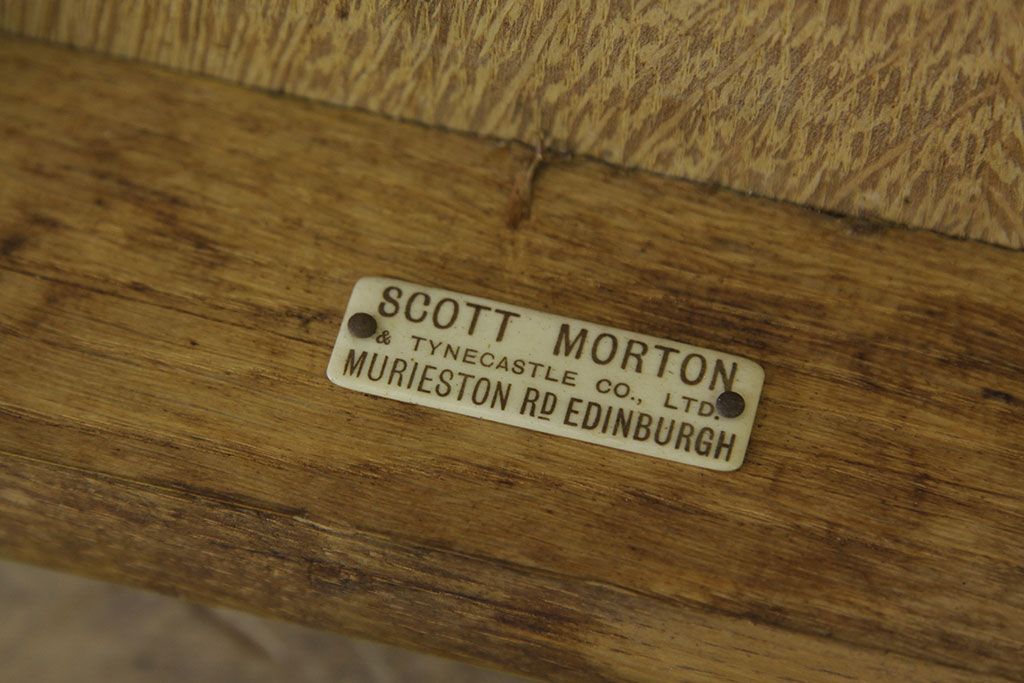 SCOTT MORTON
& TYNECASTLE CO., LTD.
MURIESTON RD EDINBURGH